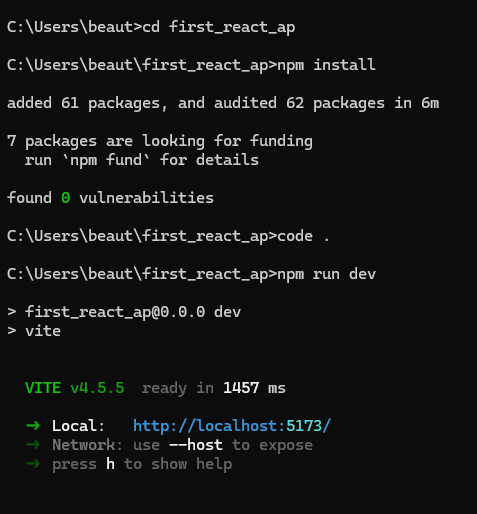 C:\Users\beaut>cd first_react_ap
C:\Users\beaut\first_react_ap>npm install
added 61 packages, and audited 62 packages in 6m
7 packages are looking for funding
run `npm fund` for details
found 0 vulnerabilities
C:\Users\beaut\first_react_ap>code .
C:\Users\beaut\first_react_ap>npm run dev
> first_react_ap@0.0.0 dev
> vite
VITE v4.5.5 ready in 1457 ms
➜ Local: http://localhost:5173/
➜ Network: use --host to expose
➜ press h to show help